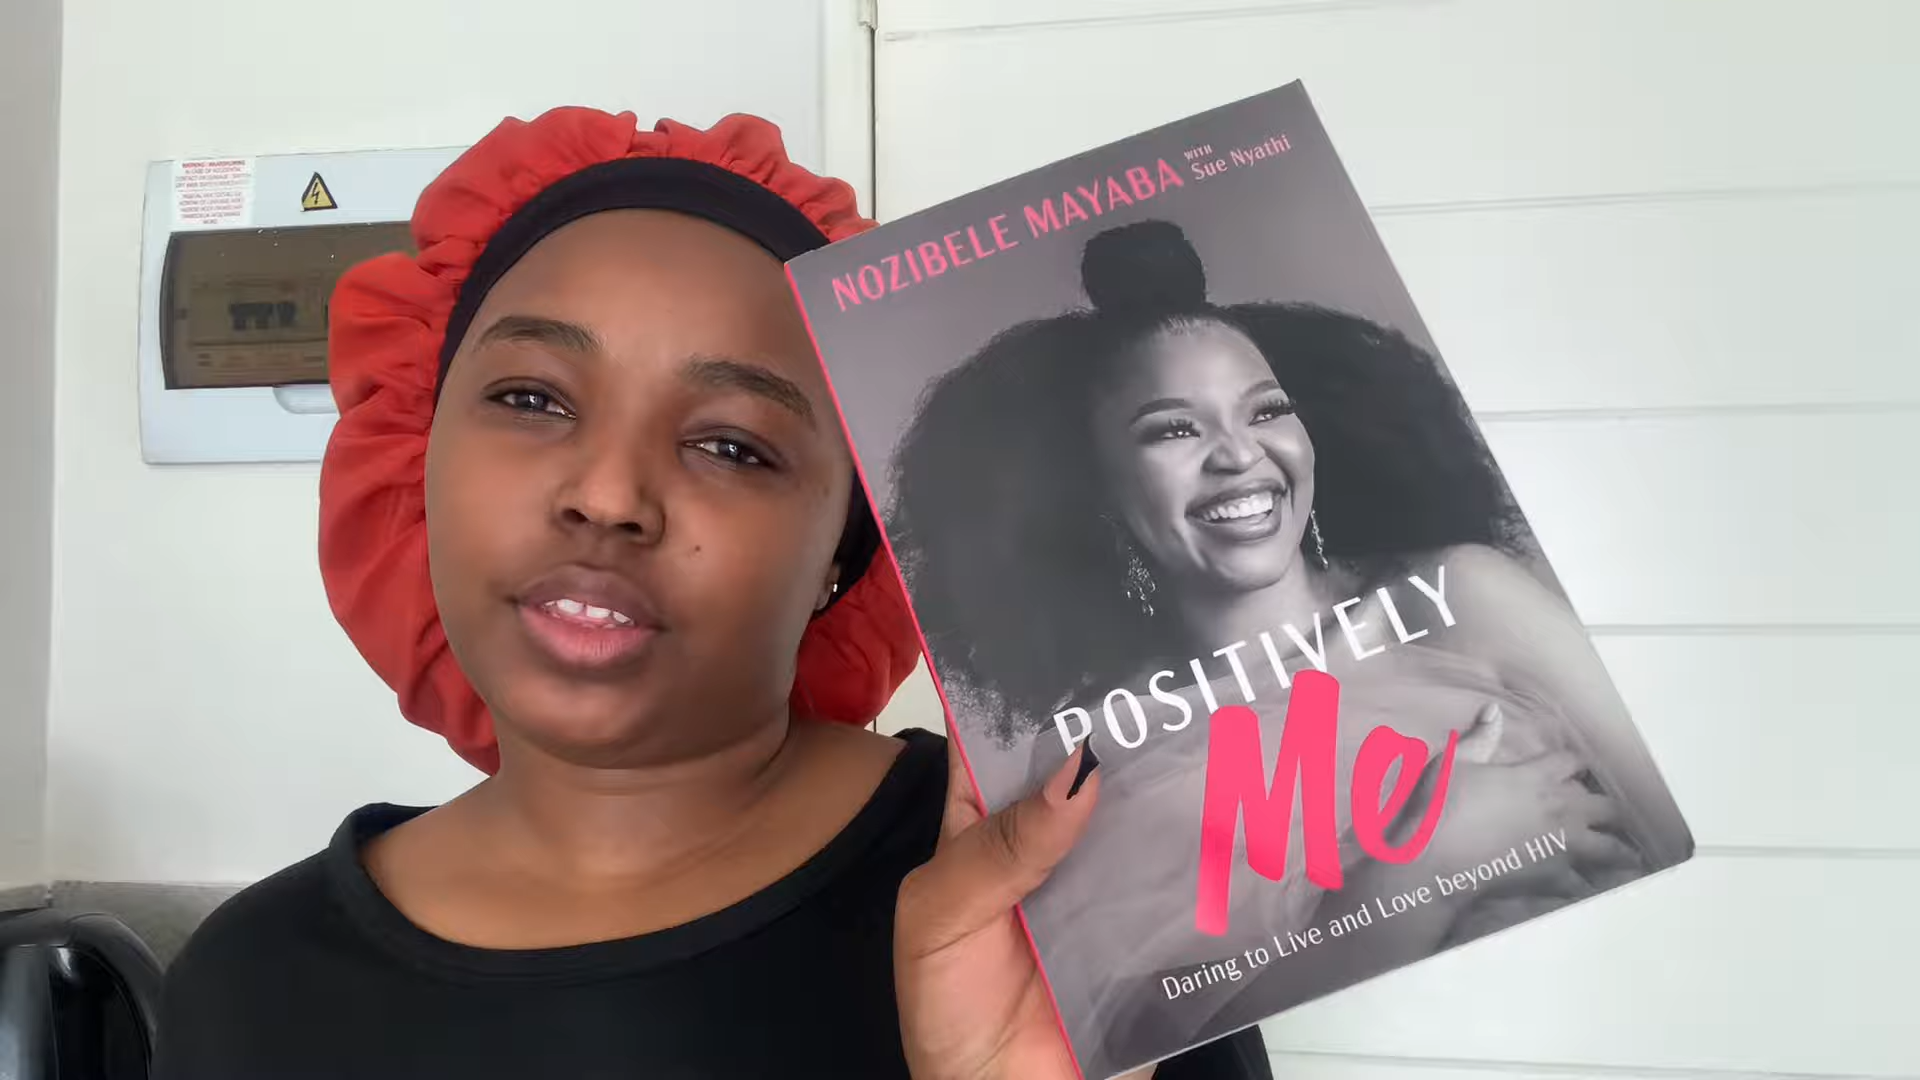 NOZIBELE MAYABA WITH Sue Nyathi
POSITIVELY
Me
Daring to Live and Love beyond HIV